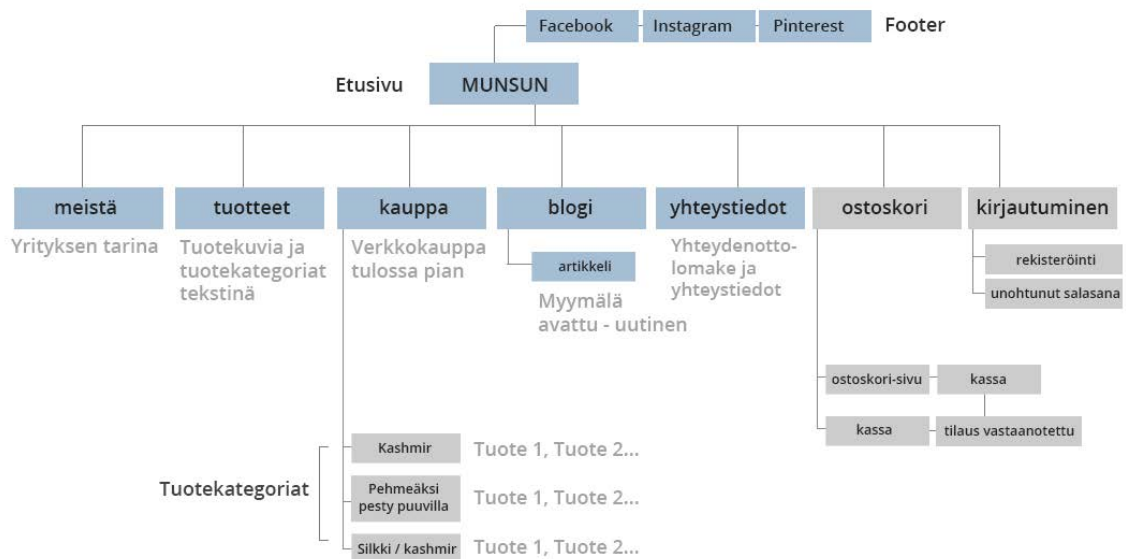 Facebook
Instagram
Pinterest
Footer
Etusivu
MUNSUN
meistä
tuotteet
kauppa
blogi
yhteystiedot
ostoskori
kirjautuminen
Yrityksen tarina
Tuotekuvia ja
tuotekategoriat
tekstinä
Verkkokauppa
tulossa pian
artikkeli
Myymälä
avattu - uutinen
Yhteydenotto-
lomake ja
yhteystiedot
rekisteröinti
unohtunut salasana
ostoskori-sivu
kassa
kassa
tilaus vastaanotettu
Tuotekategoriat
Kashmir
Tuote 1, Tuote 2...
Pehmeäksi
pesty puuvilla
Tuote 1, Tuote 2...
Silkki / kashmir
Tuote 1, Tuote 2...